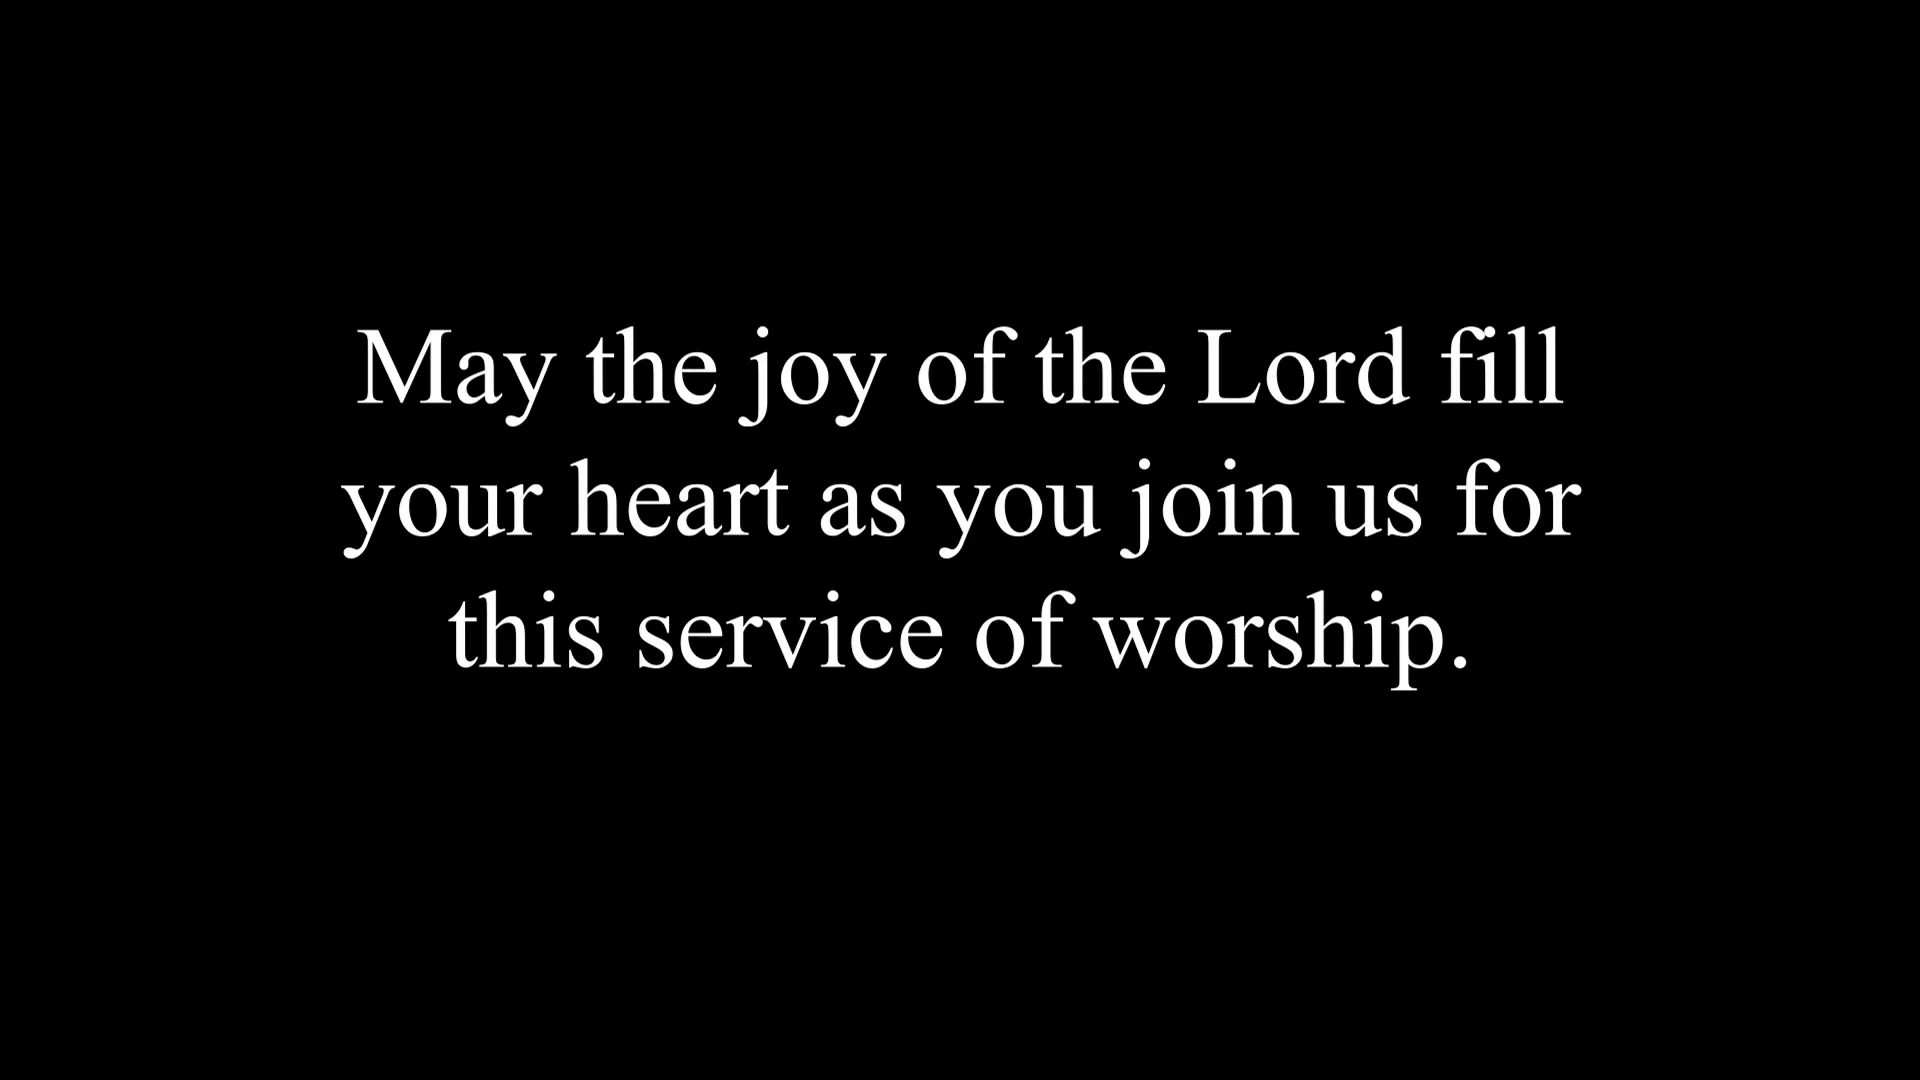 May the joy of the Lord fill
your heart as you join us for
this service of worship.